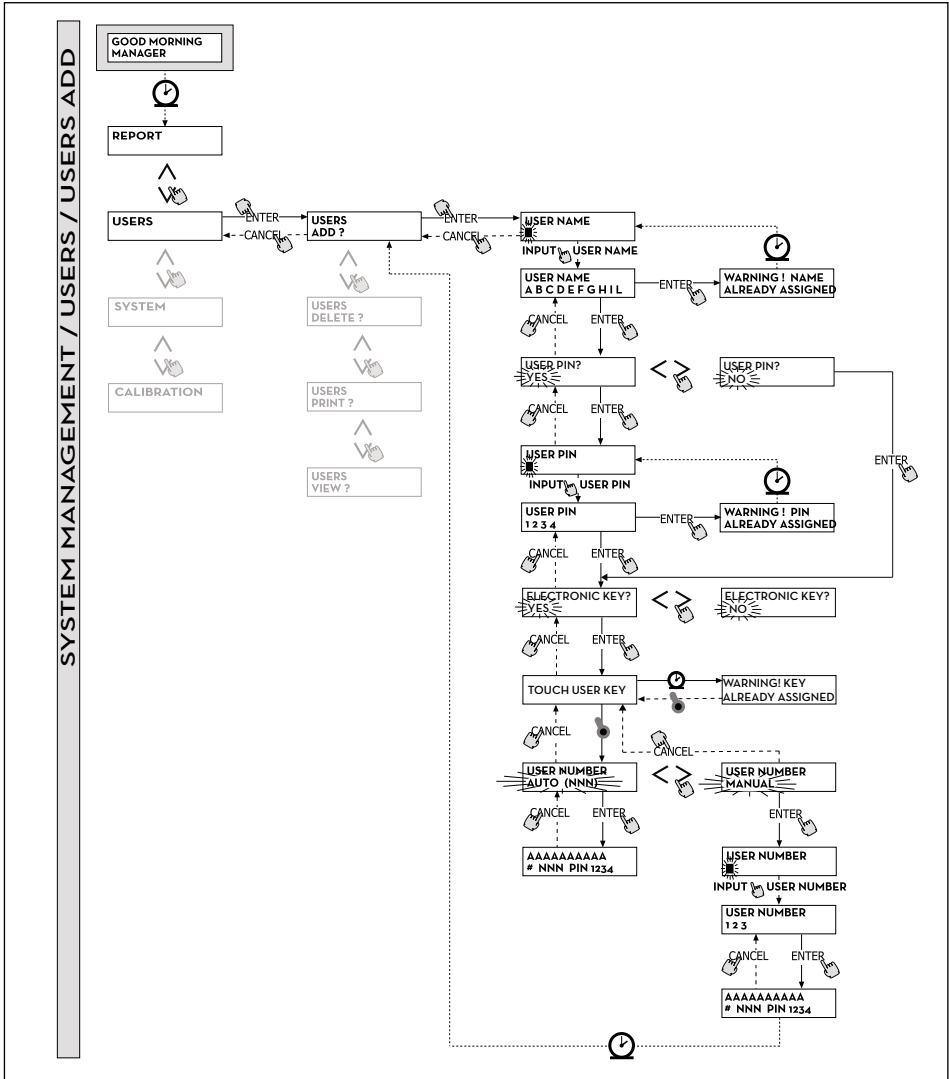 SYSTEM MANAGEMENT / USERS / USERS ADD
GOOD MORNING
MANAGER
REPORT
USERS
ENTER
CANCEL
USERS
ADD ?
ENTER
CANCEL
USER NAME
INPUT USER NAME
USER NAME
A B C D E F G H I L
ENTER
WARNING ! NAME
ALREADY ASSIGNED
SYSTEM
USERS
DELETE ?
CANCEL
ENTER
CALIBRATION
USERS
PRINT ?
USER PIN?
YES
< >
USER PIN?
NO
CANCEL
ENTER
USERS
VIEW ?
USER PIN
INPUT USER PIN
ENTER
USER PIN
1 2 3 4
ENTER
WARNING ! PIN
ALREADY ASSIGNED
CANCEL
ENTER
ELECTRONIC KEY?
YES
< >
ELECTRONIC KEY?
NO
CANCEL
ENTER
TOUCH USER KEY
WARNING! KEY
ALREADY ASSIGNED
CANCEL
CANCEL
USER NUMBER
AUTO (NNN)
< >
USER NUMBER
MANUAL
CANCEL
ENTER
ENTER
AAAAAAAAAA
# NNN PIN 1234
USER NUMBER
INPUT USER NUMBER
USER NUMBER
1 2 3
CANCEL
ENTER
AAAAAAAAAA
# NNN PIN 1234